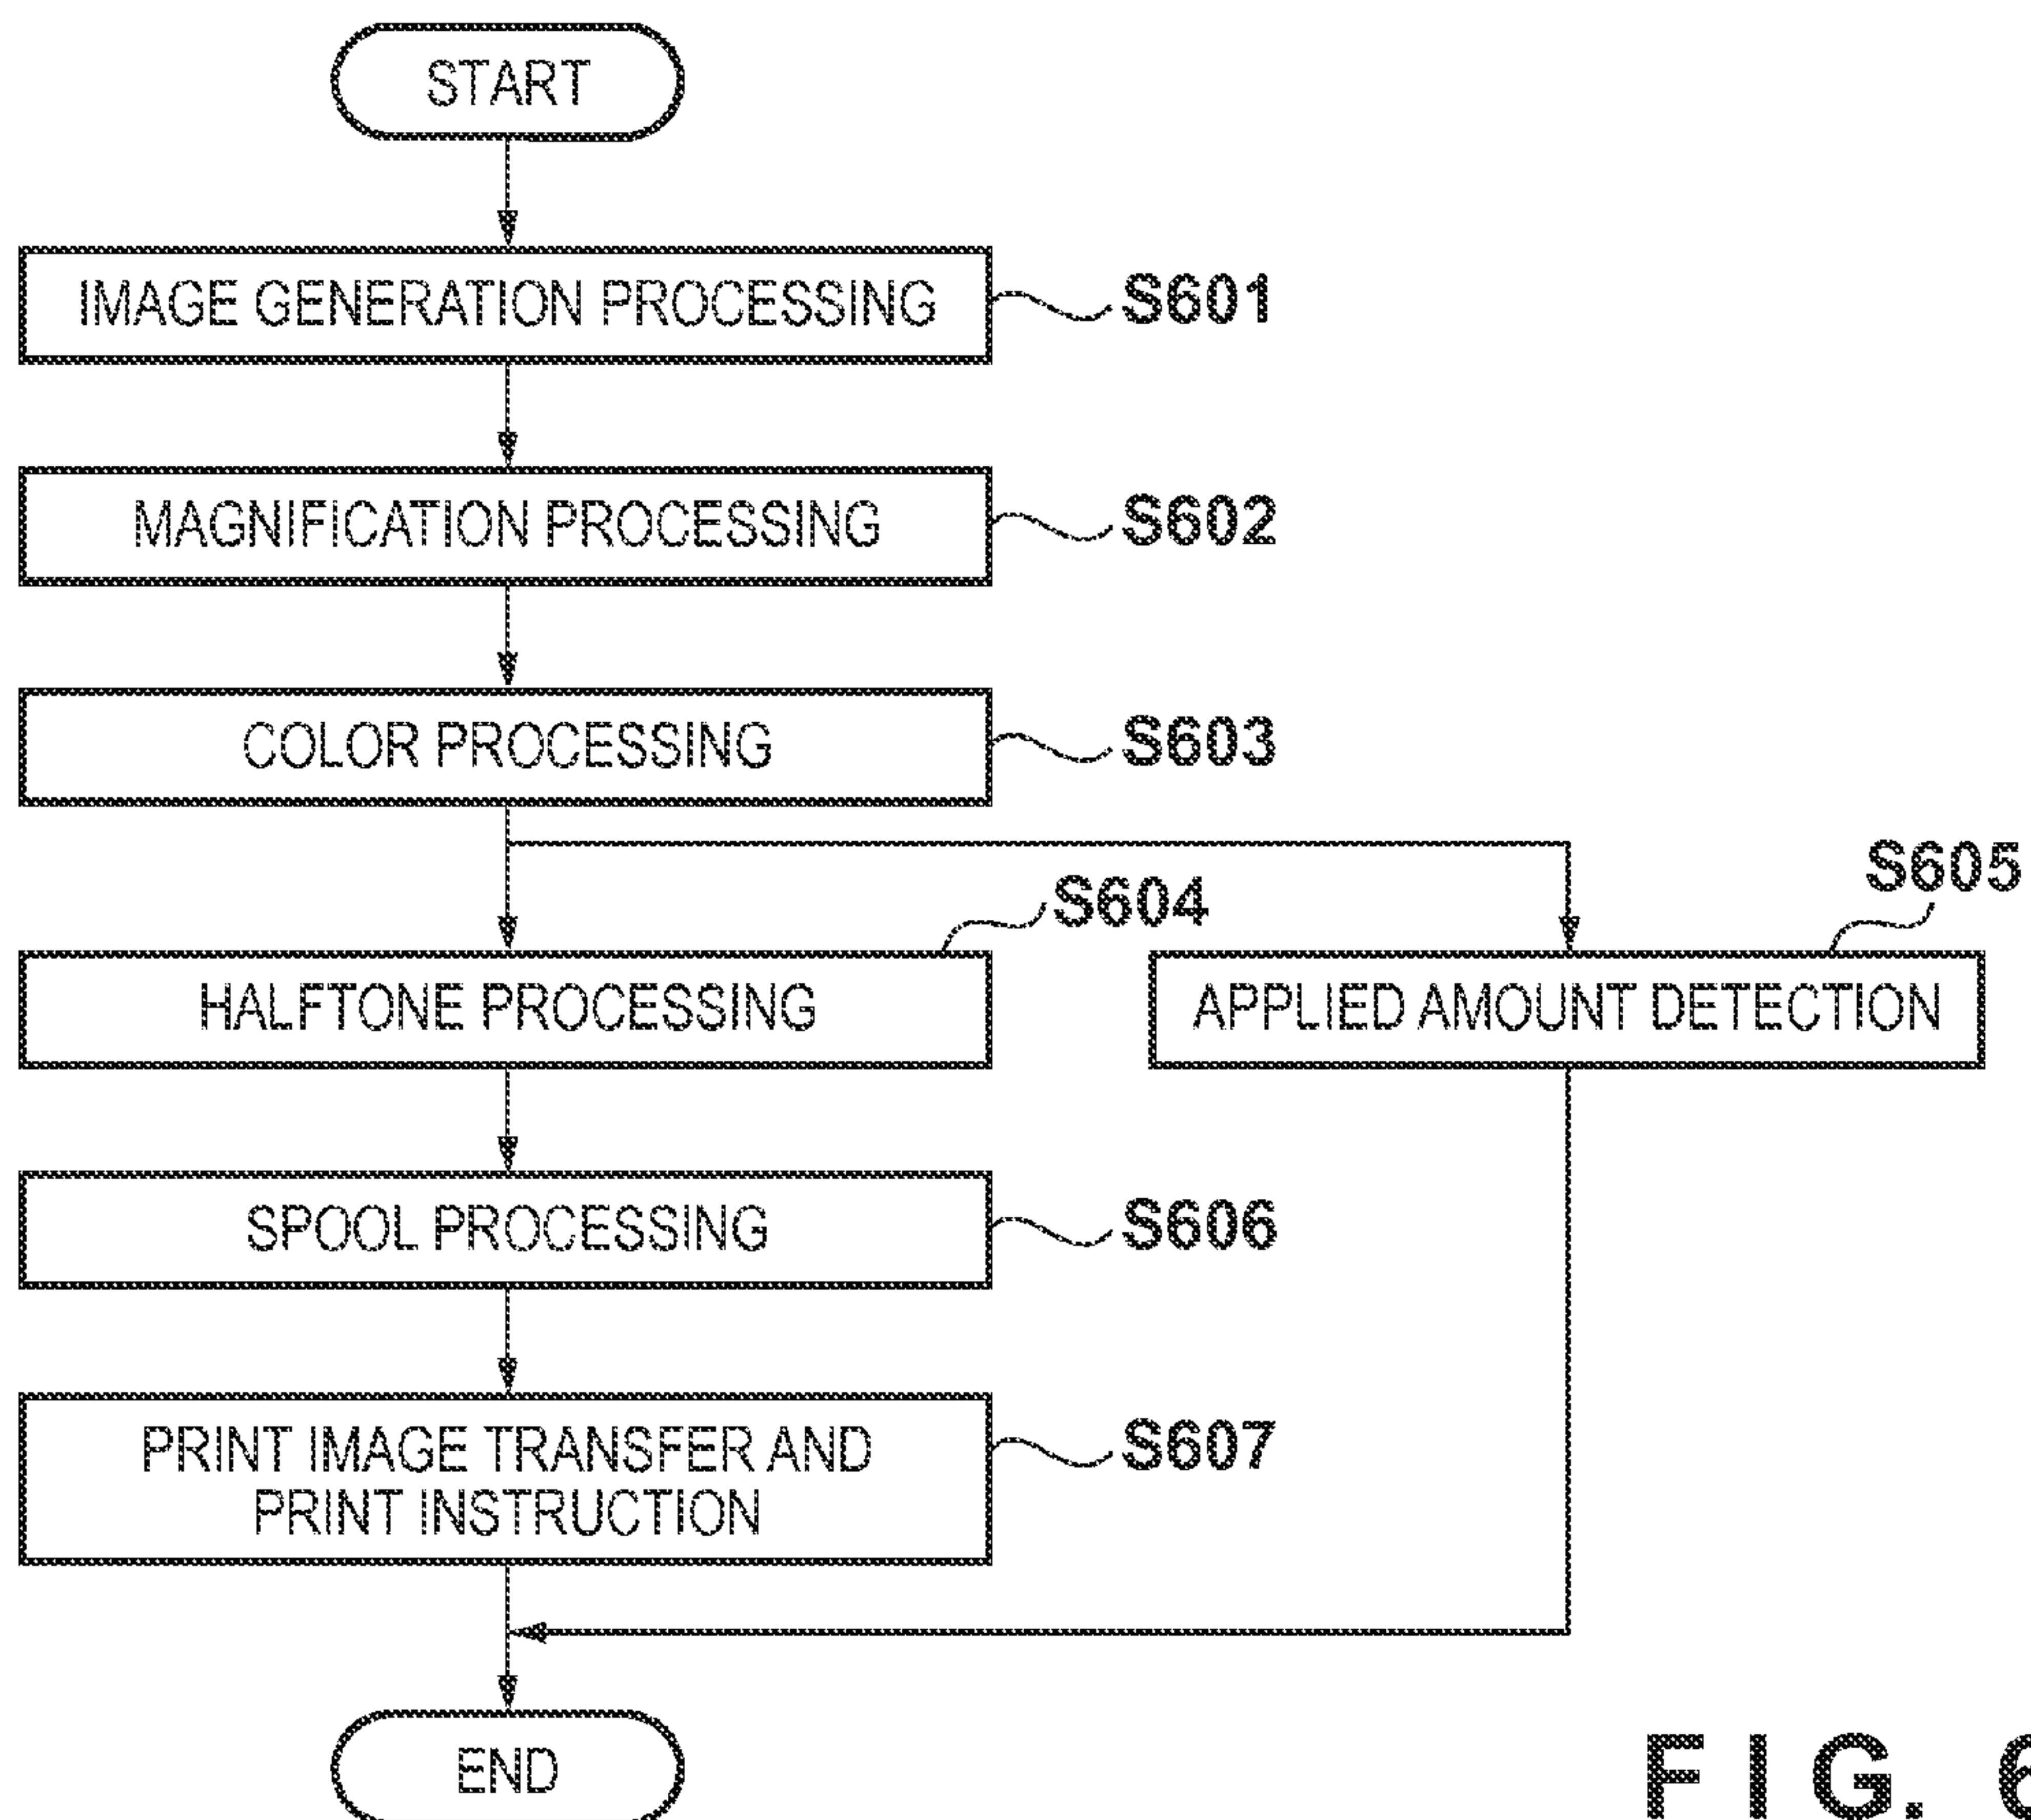 START
IMAGE GENERATION PROCESSING
S601
MAGNIFICATION PROCESSING
S602
COLOR PROCESSING
S603
S605
S604
HALFTONE PROCESSING
APPLIED AMOUNT DETECTION
SPOOL PROCESSING
S606
PRINT IMAGE TRANSFER AND
PRINT INSTRUCTION
S607
END
FIG. 6